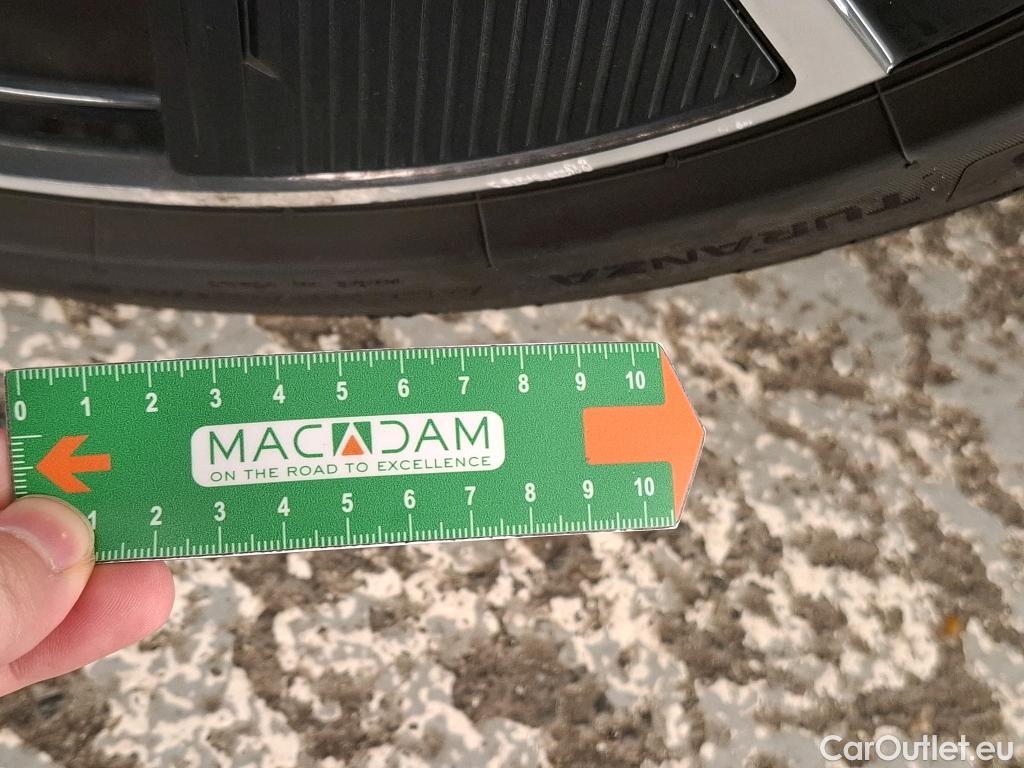 TURANZA
0 1 2 3 4 5 6 7 8 9 10
MACADAM
ON THE ROAD TO EXCELLENCE
1 2 3 4 5 6 7 8 9 10
CarOutlet.eu